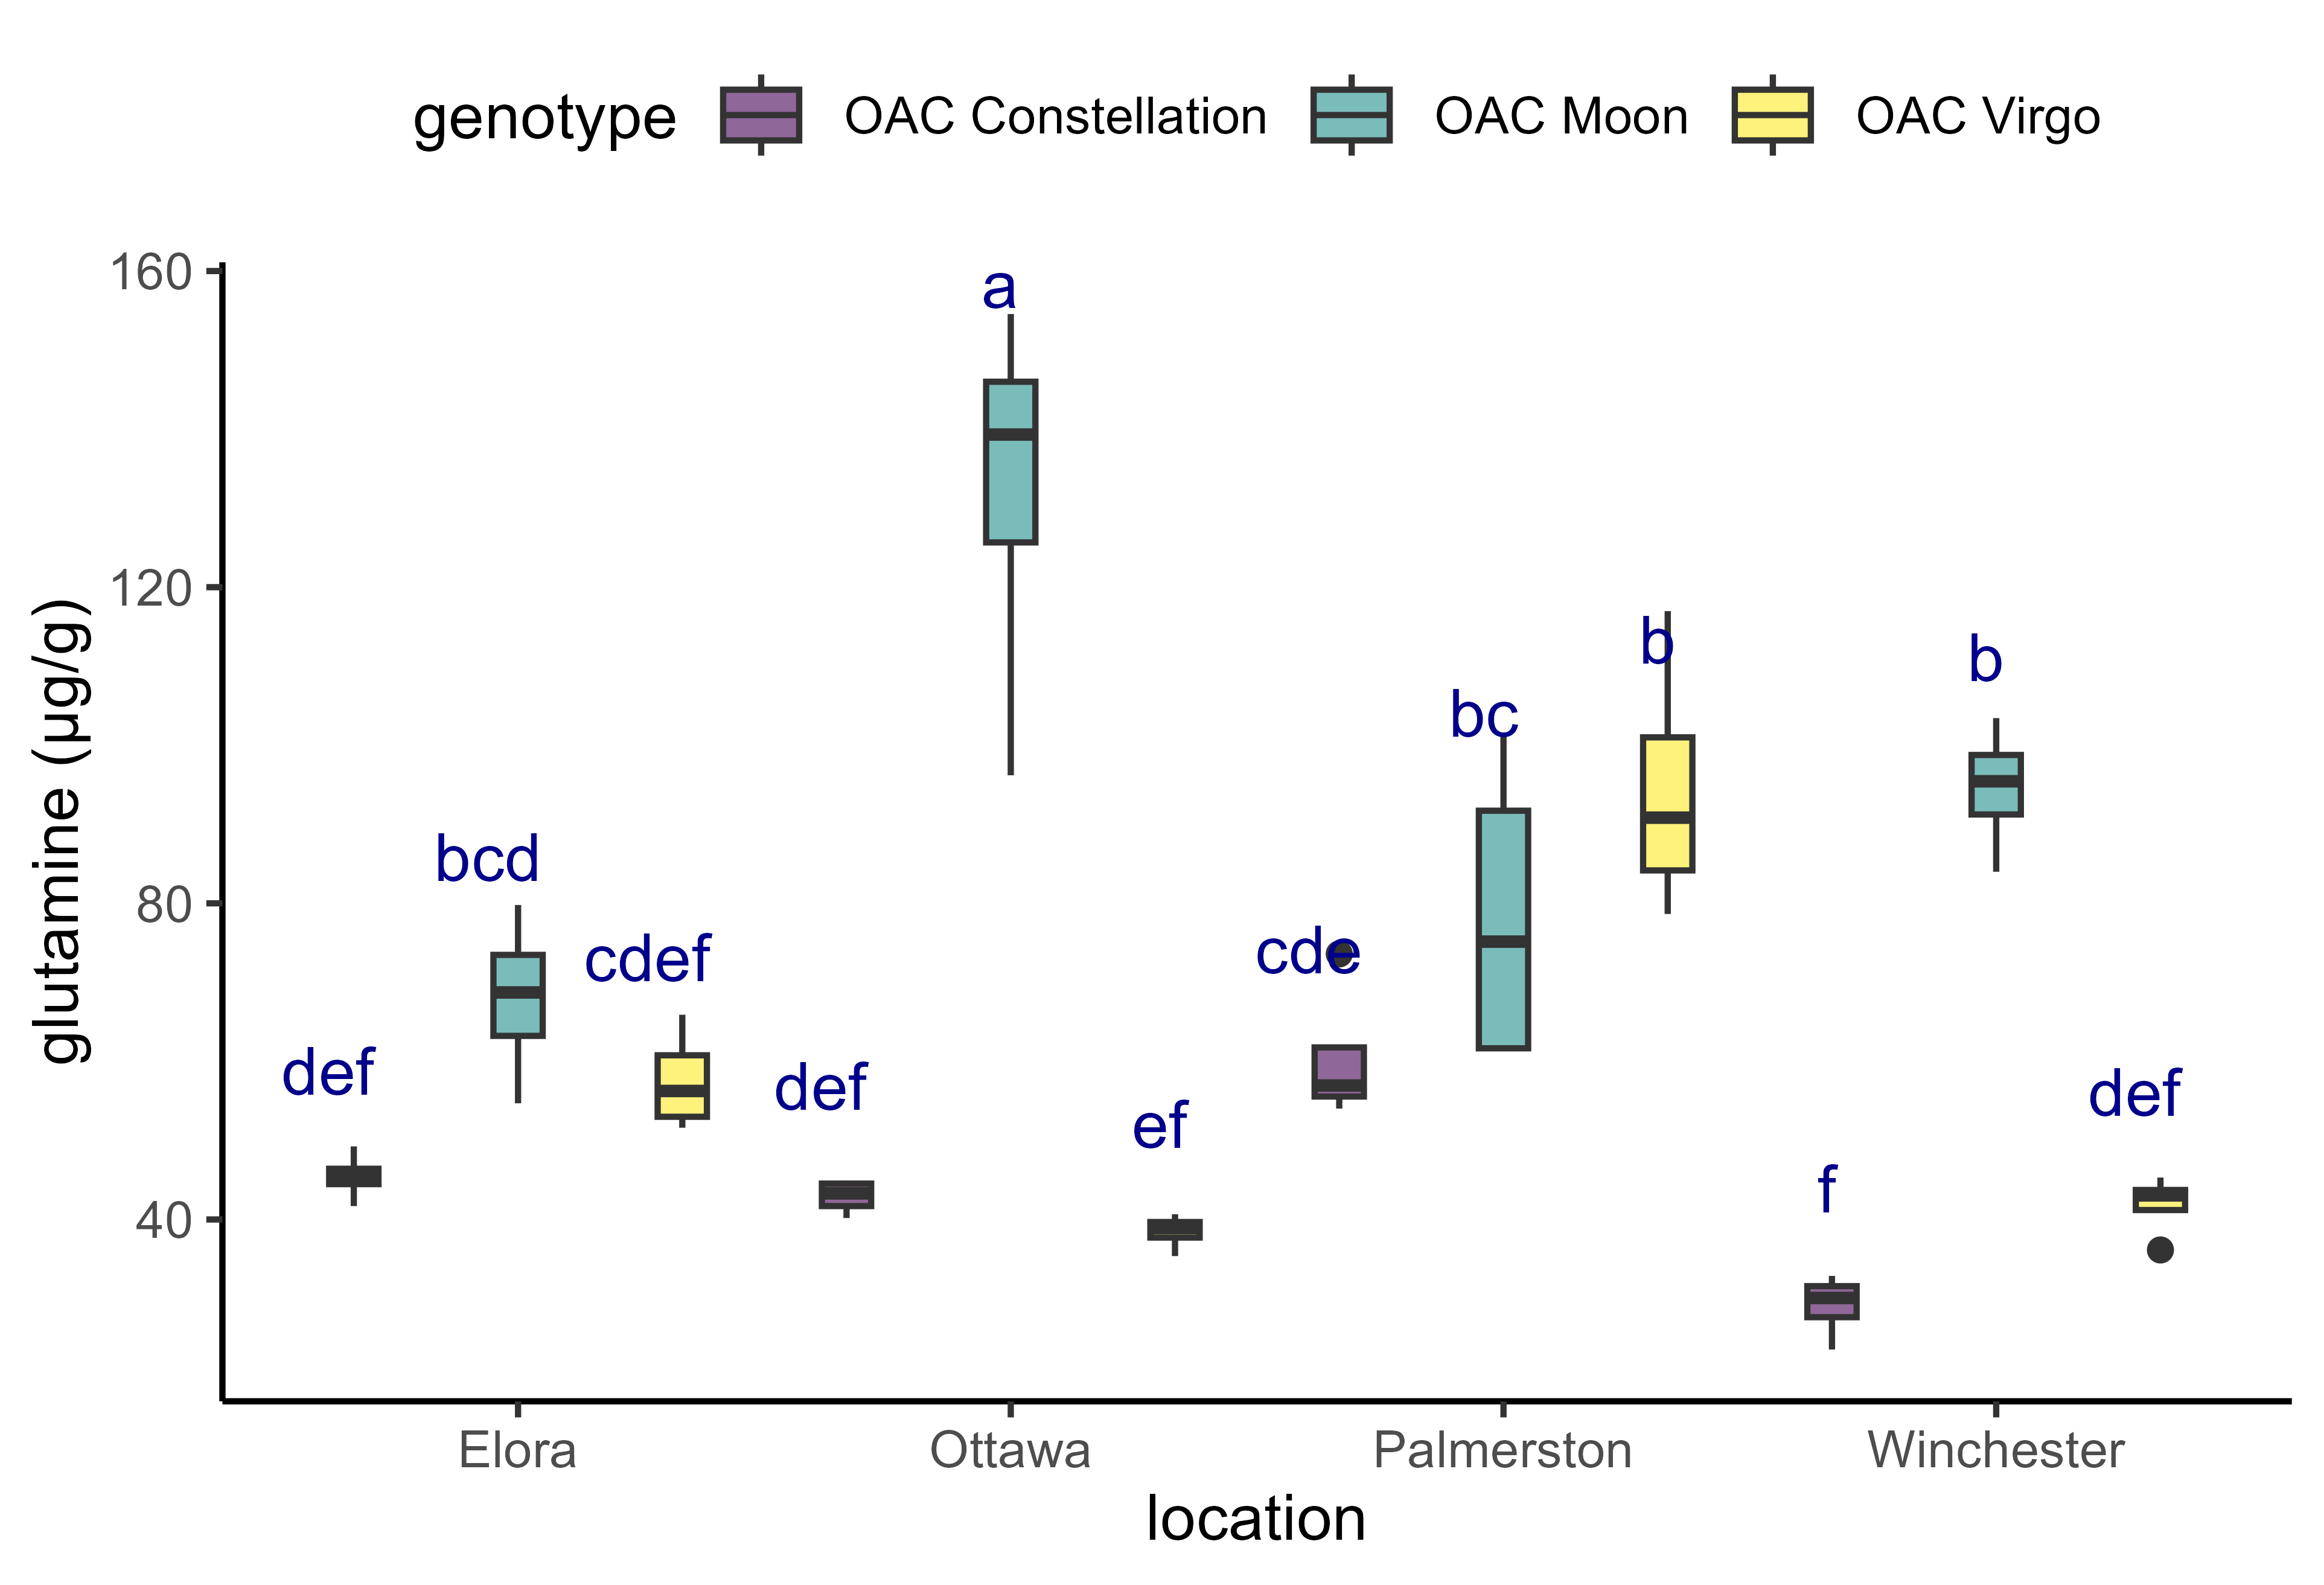 genotype OAC Constellation OAC Moon OAC Virgo
glutamine (µg/g)
160
120
80
40
a
b
b
bc
bcd
cde
cdef
def
def
def
ef
f
Elora Ottawa Palmerston Winchester
location